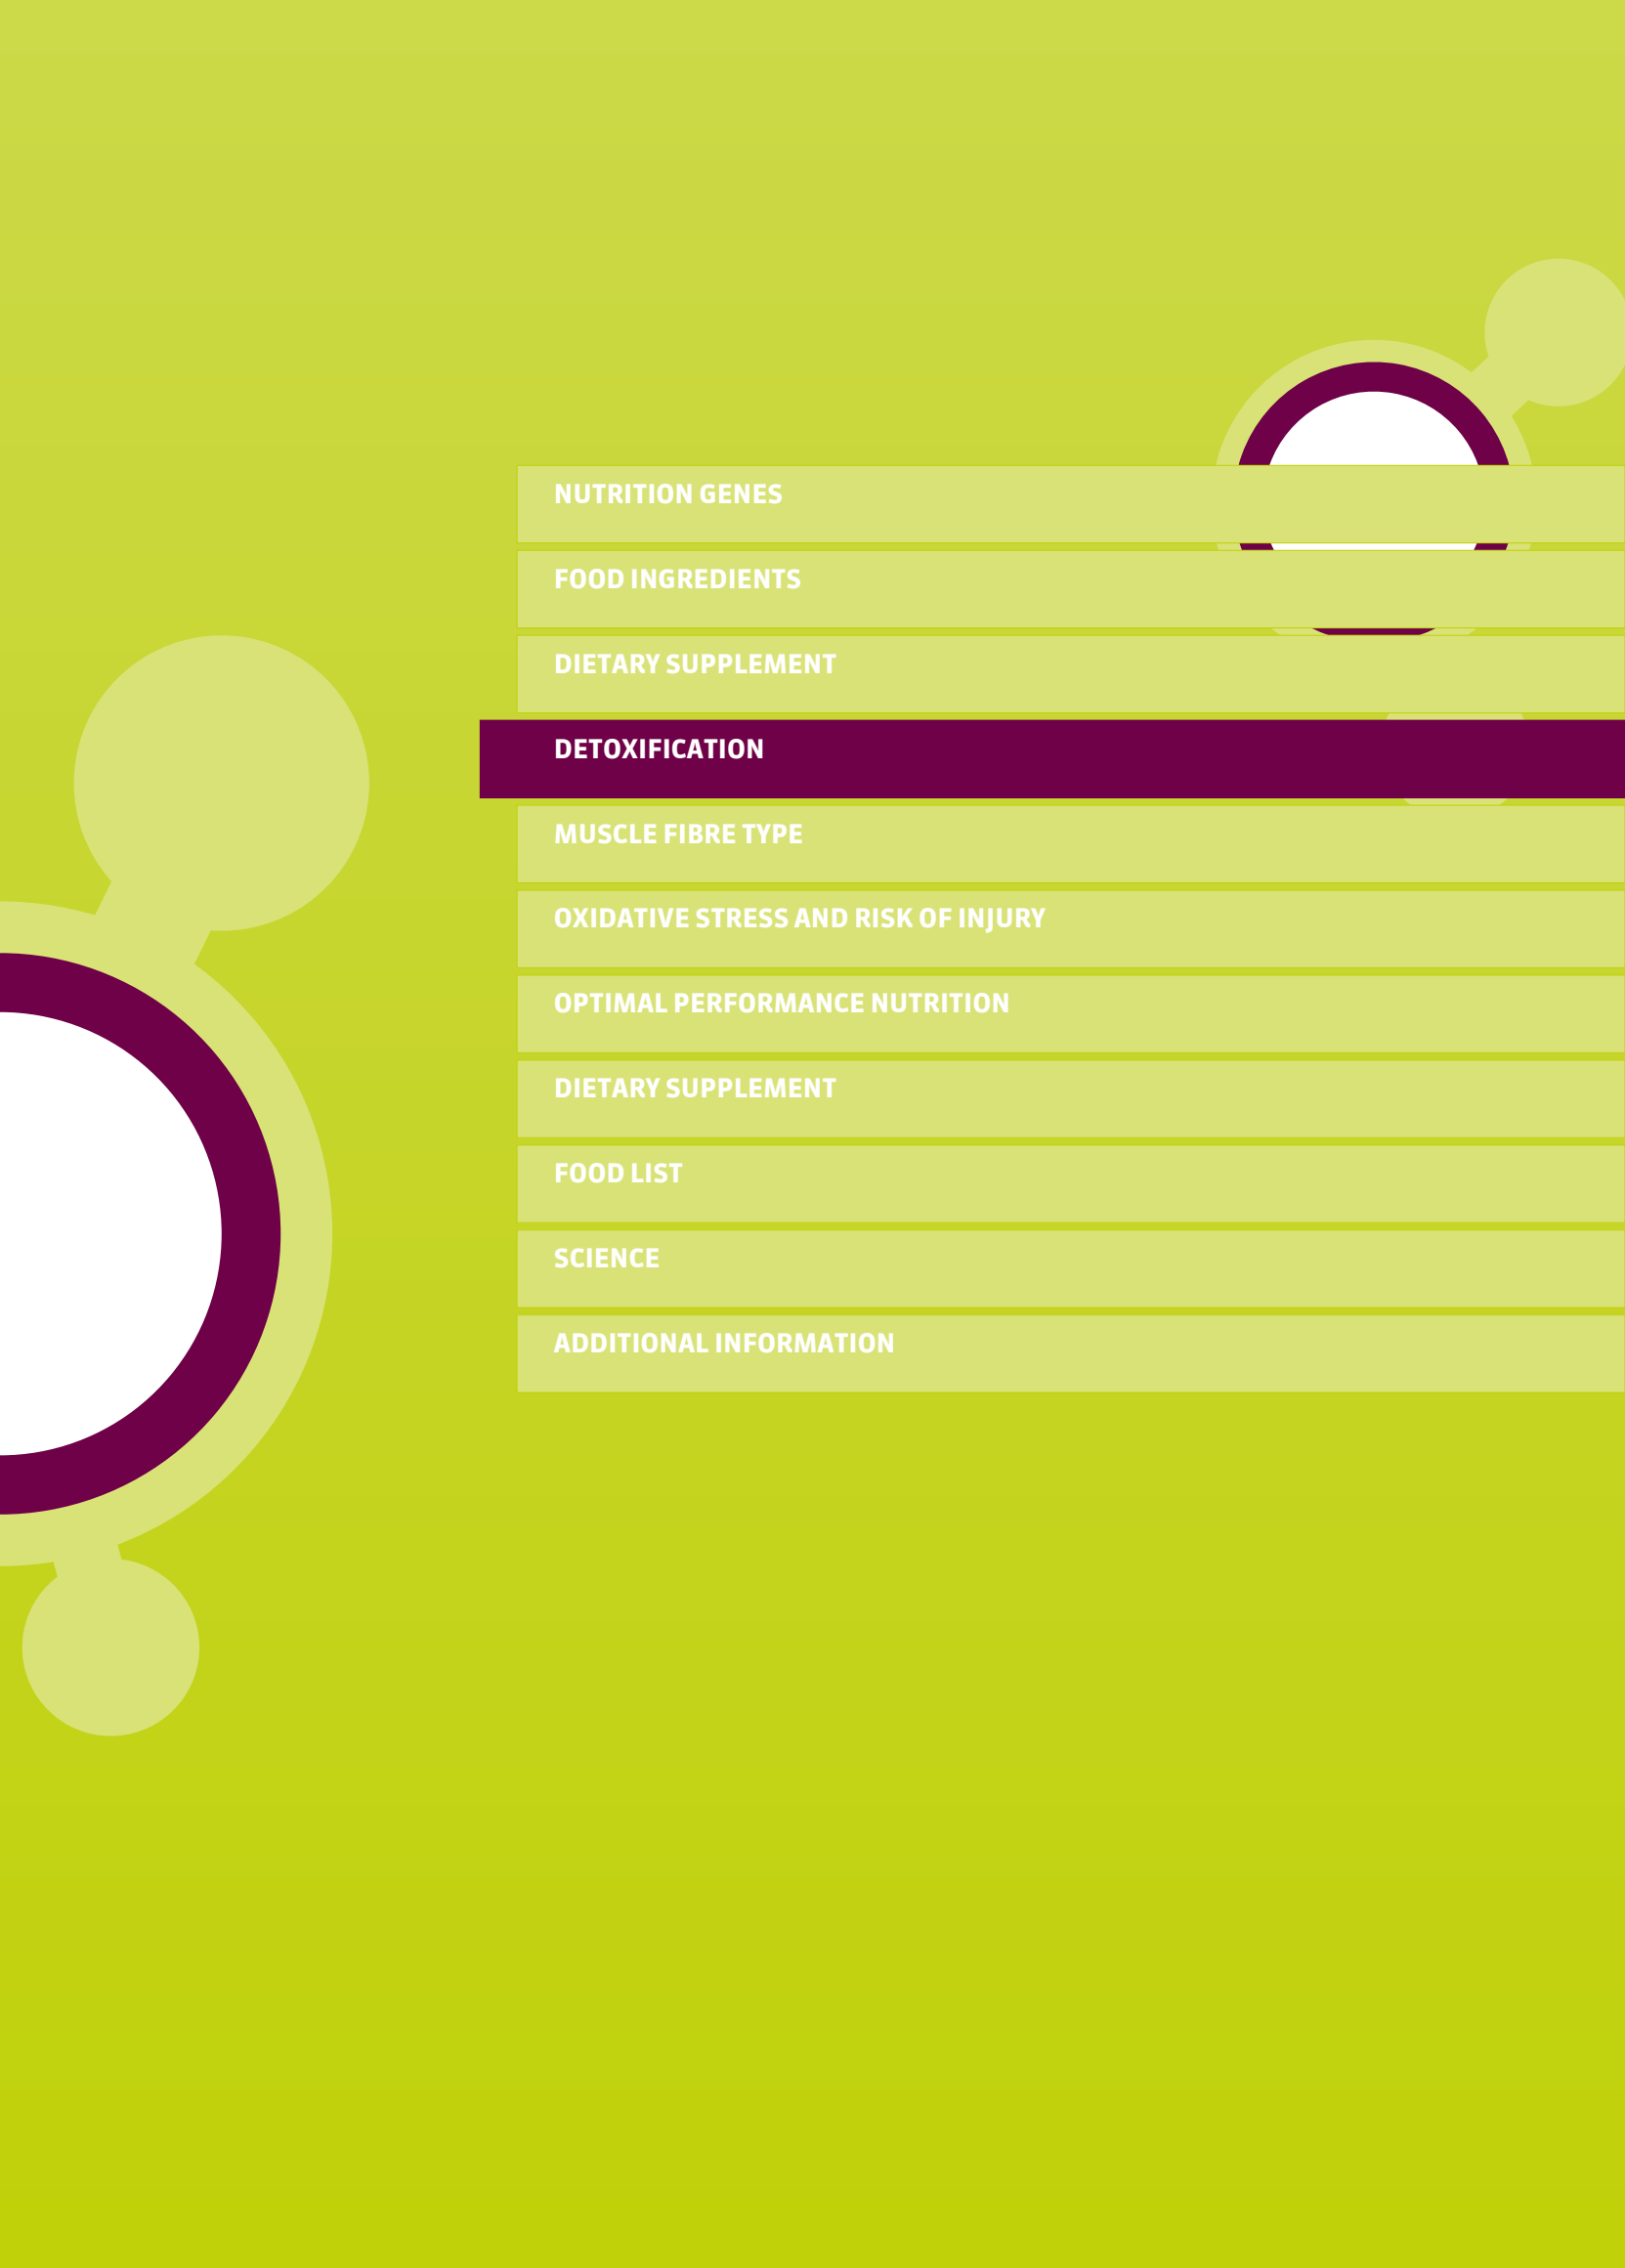 NUTRITION GENES
FOOD INGREDIENTS
DIETARY SUPPLEMENT
DETOXIFICATION
MUSCLE FIBRE TYPE
OXIDATIVE STRESS AND RISK OF INJURY
OPTIMAL PERFORMANCE NUTRITION
DIETARY SUPPLEMENT
FOOD LIST
SCIENCE
ADDITIONAL INFORMATION